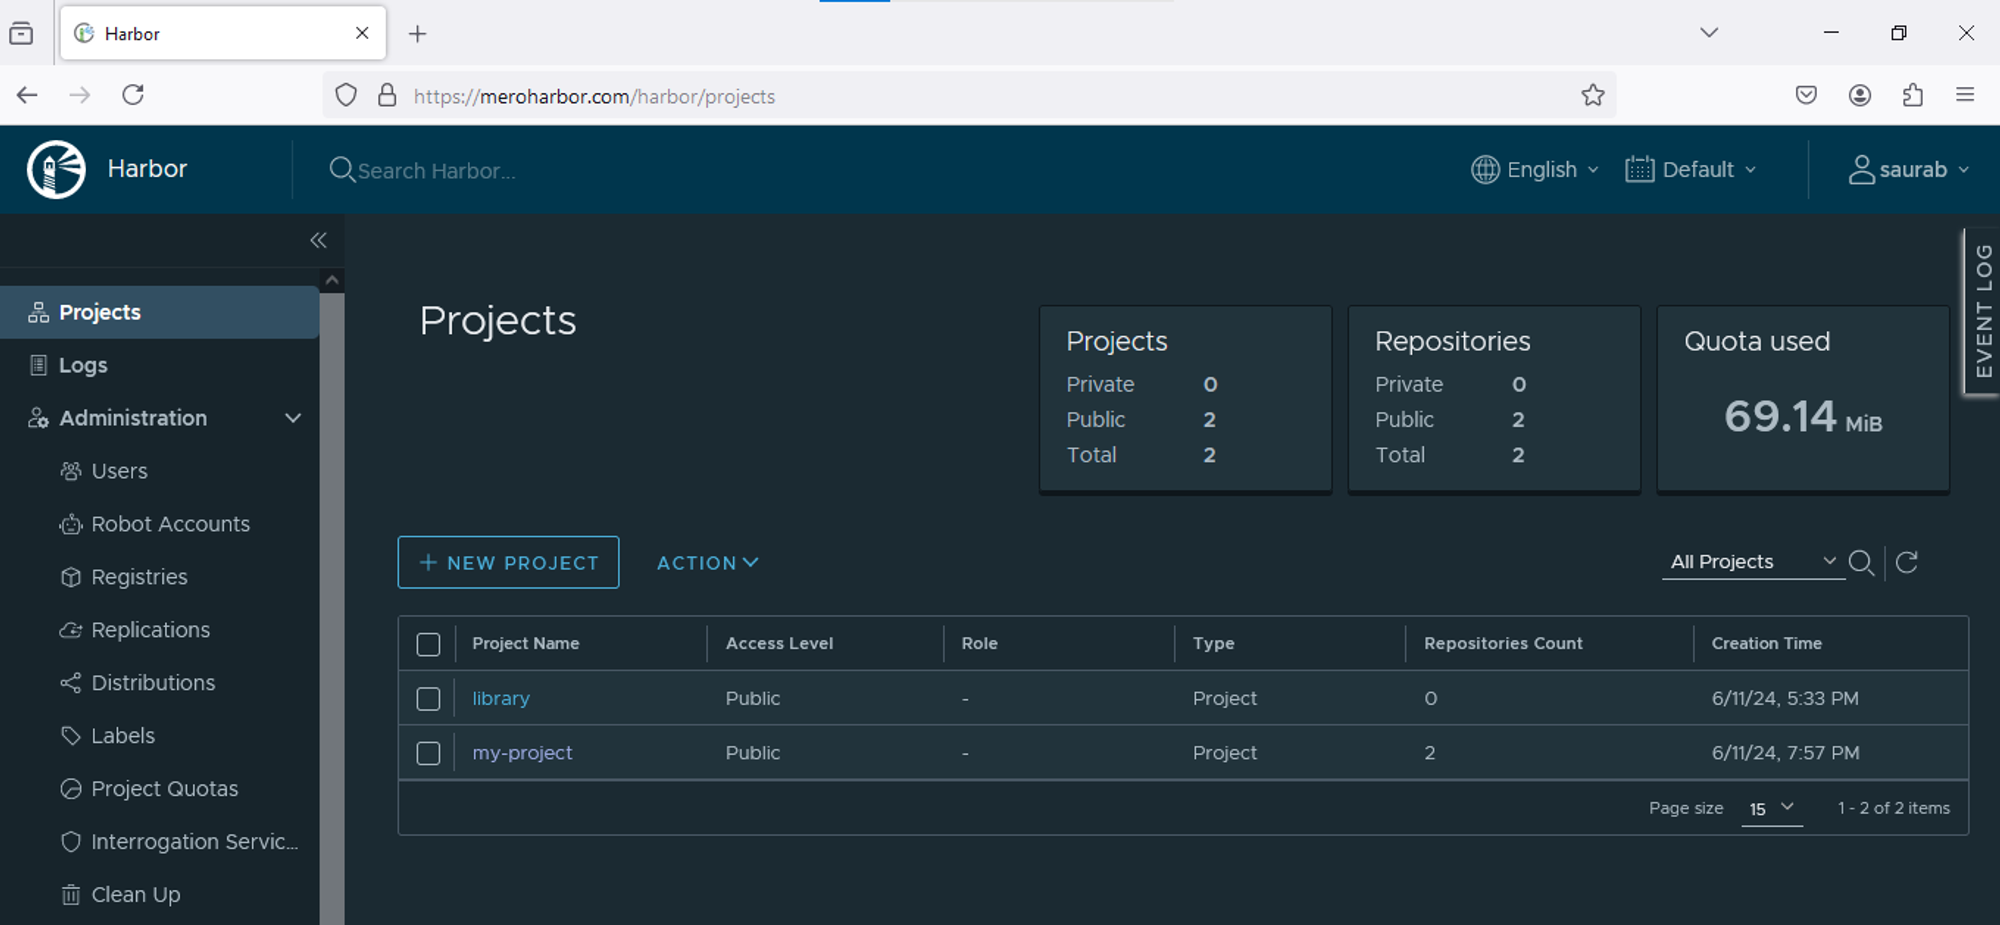 Harbor
https://meroharbor.com/harbor/projects
Harbor
Search Harbor...
English
Default
saurab
EVENT LOG
Projects
Logs
Administration
Users
Robot Accounts
Registries
Replications
Distributions
Labels
Project Quotas
Interrogation Servic...
Clean Up
Projects
Projects
Private 0
Public 2
Total 2
Repositories
Private 0
Public 2
Total 2
Quota used
69.14 MiB
+ NEW PROJECT
ACTION
All Projects
Project Name Access Level Role Type Repositories Count Creation Time
library Public - Project 0 6/11/24, 5:33 PM
my-project Public - Project 2 6/11/24, 7:57 PM
Page size 15 1 - 2 of 2 items